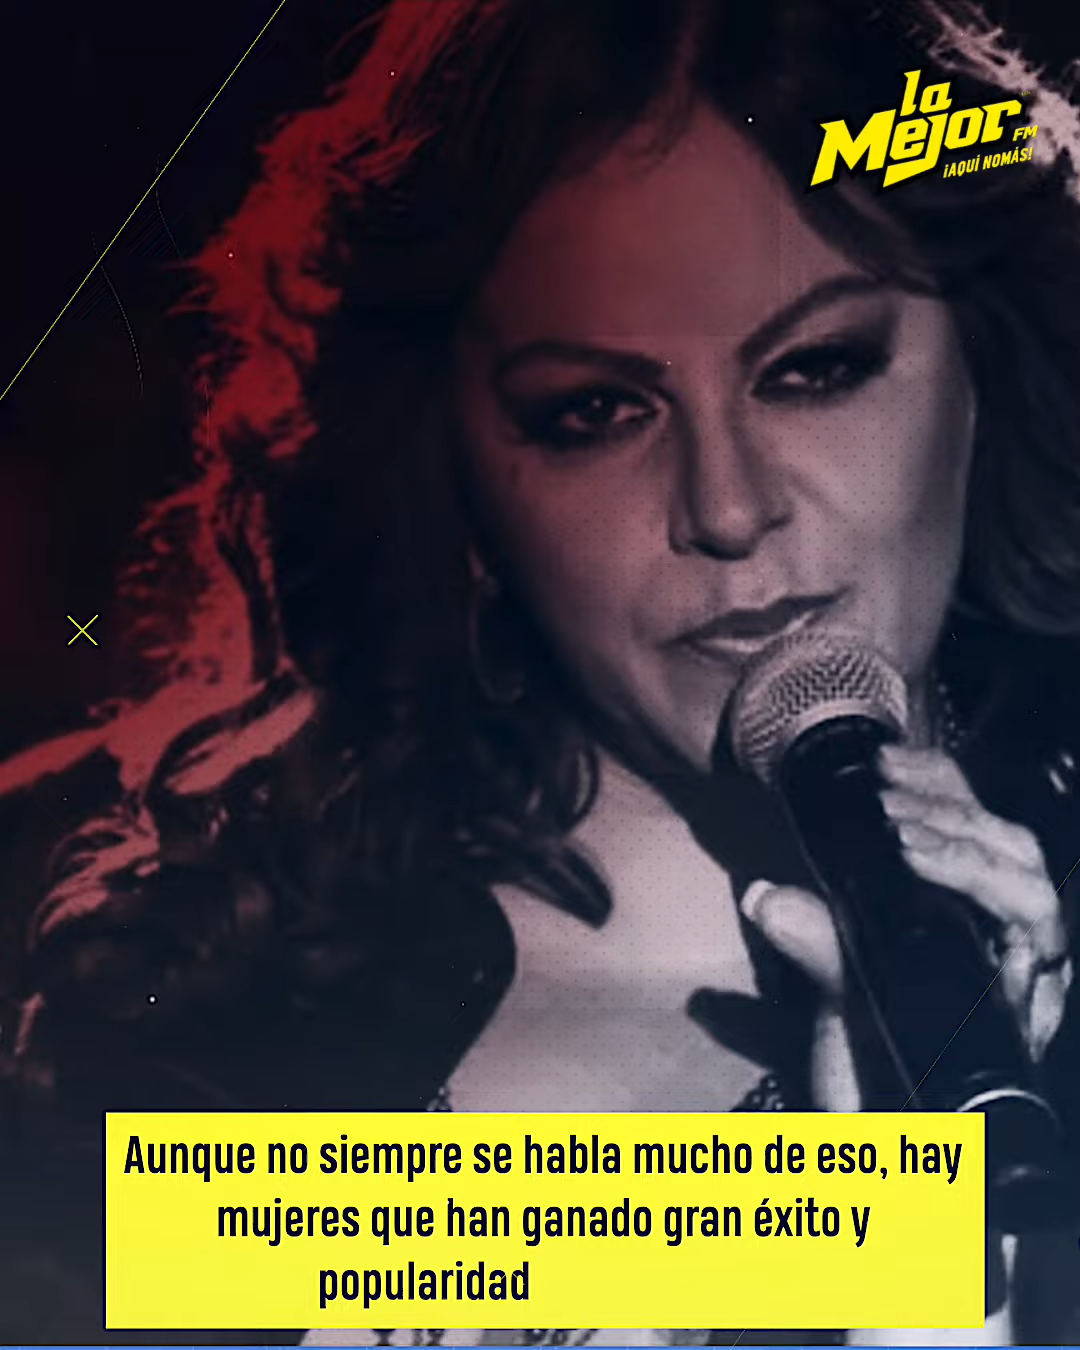 la
Mejor FM
¡AQUÍ NOMÁS!
Aunque no siempre se habla mucho de eso, hay
mujeres que han ganado gran éxito y
popularidad